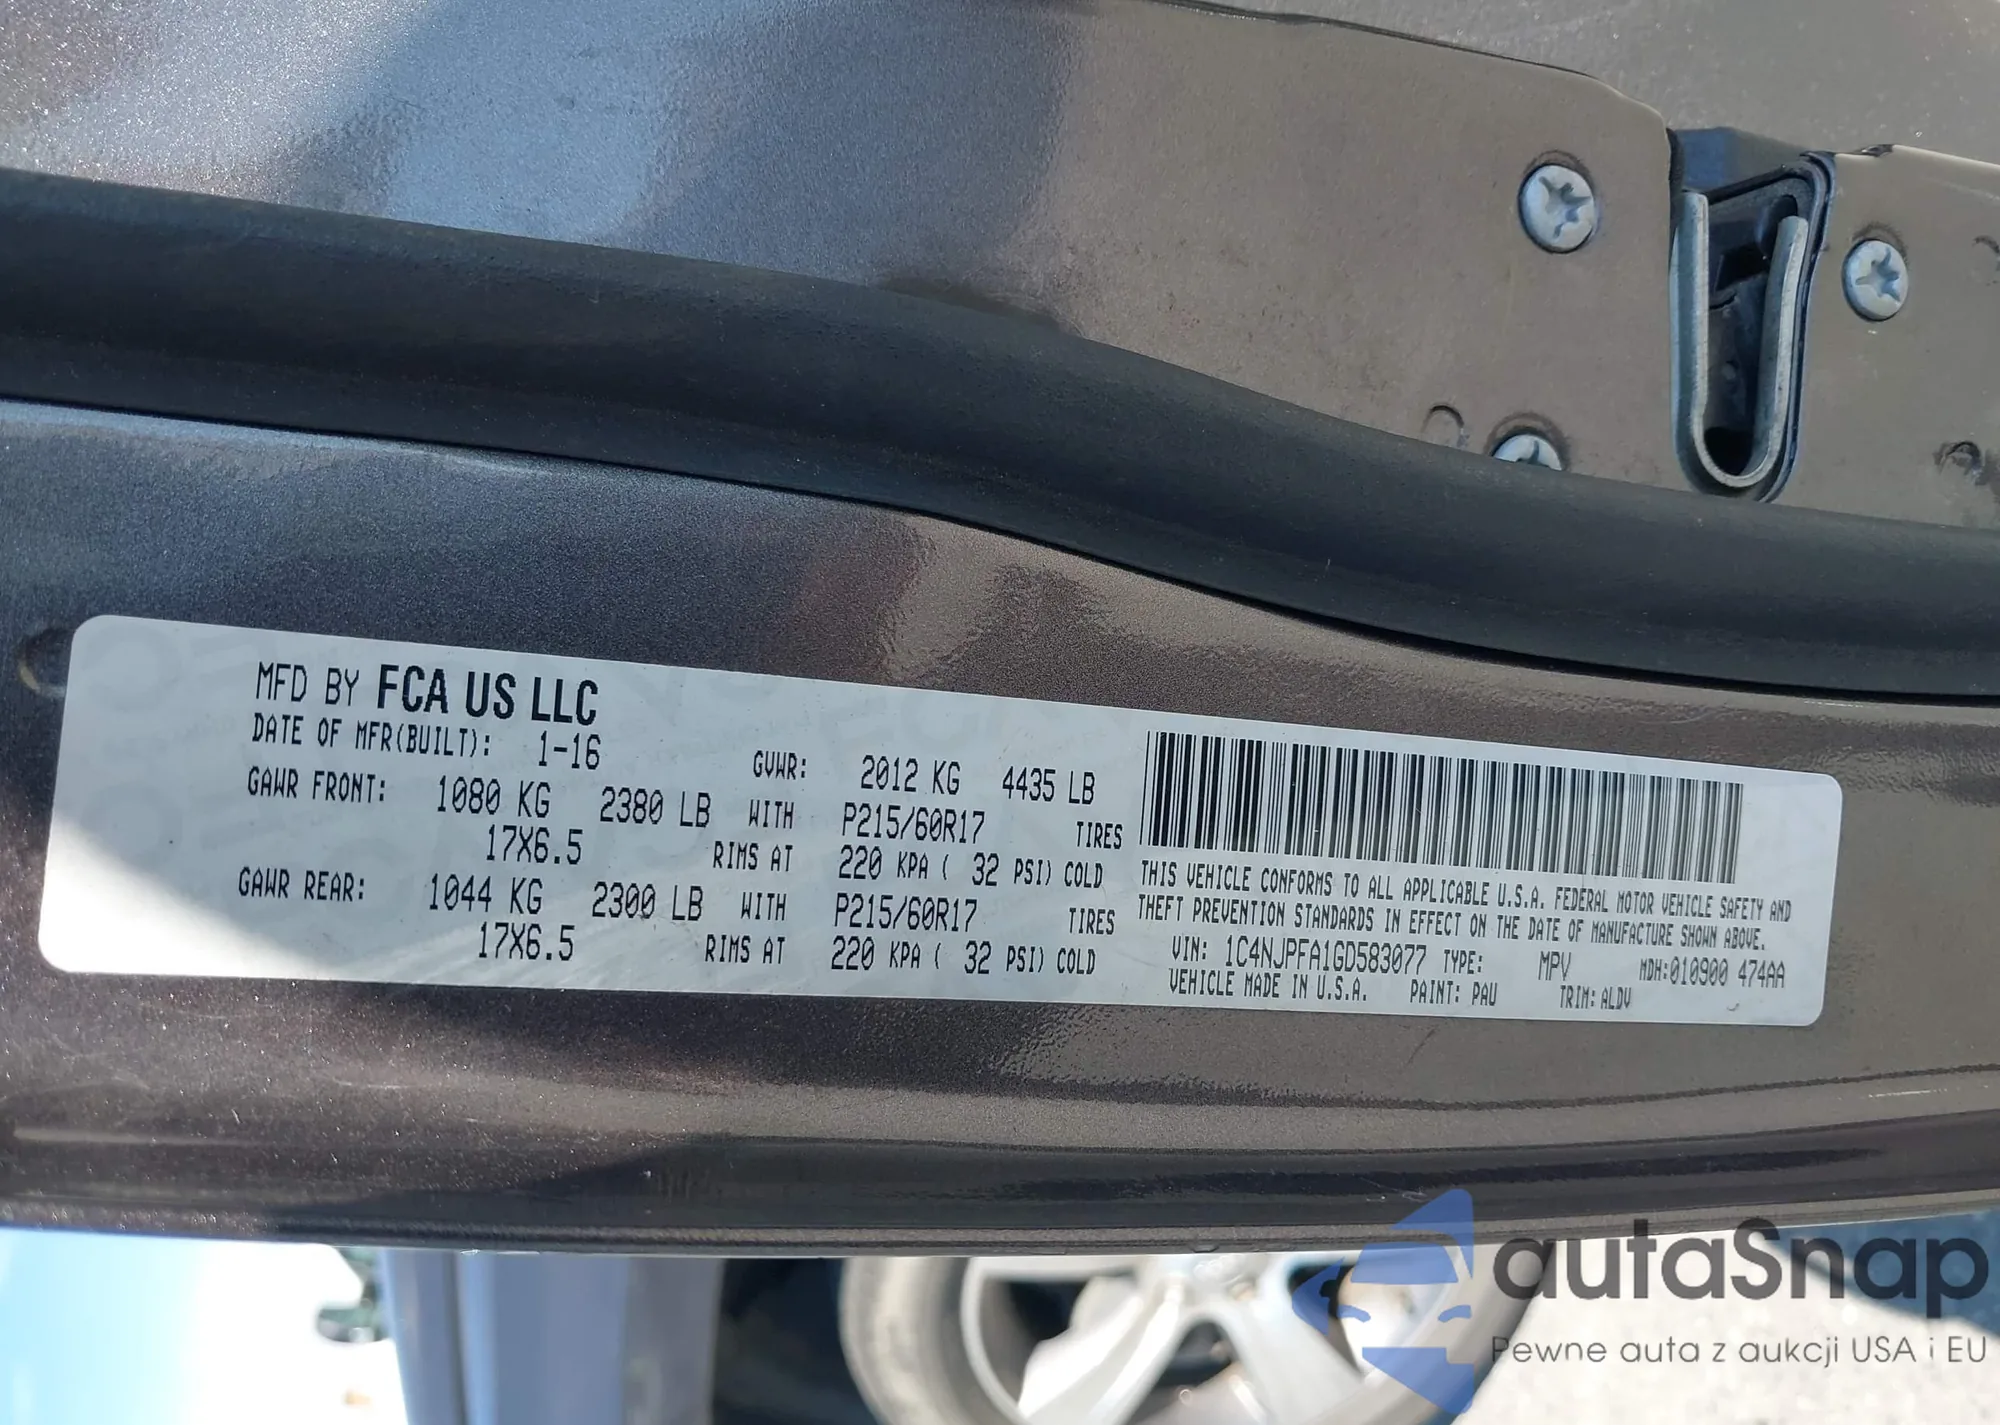 MFD BY FCA US LLC
DATE OF MFR(BUILT): 1-16 GVWR: 2012 KG 4435 LB
GAWR FRONT: 1080 KG 2380 LB WITH P215/60R17 TIRES
17X6.5 RIMS AT 220 KPA ( 32 PSI) COLD
GAWR REAR: 1044 KG 2300 LB WITH P215/60R17 TIRES
17X6.5 RIMS AT 220 KPA ( 32 PSI) COLD
THIS VEHICLE CONFORMS TO ALL APPLICABLE U.S.A. FEDERAL MOTOR VEHICLE SAFETY AND
THEFT PREVENTION STANDARDS IN EFFECT ON THE DATE OF MANUFACTURE SHOWN ABOVE.
VIN: 1C4NJPFA1GD583077 TYPE: MPV MDH:010900 474AA
VEHICLE MADE IN U.S.A. PAINT: PAU TRIM: ALDV
autaSnap
Pewne auta z aukcji USA i EU